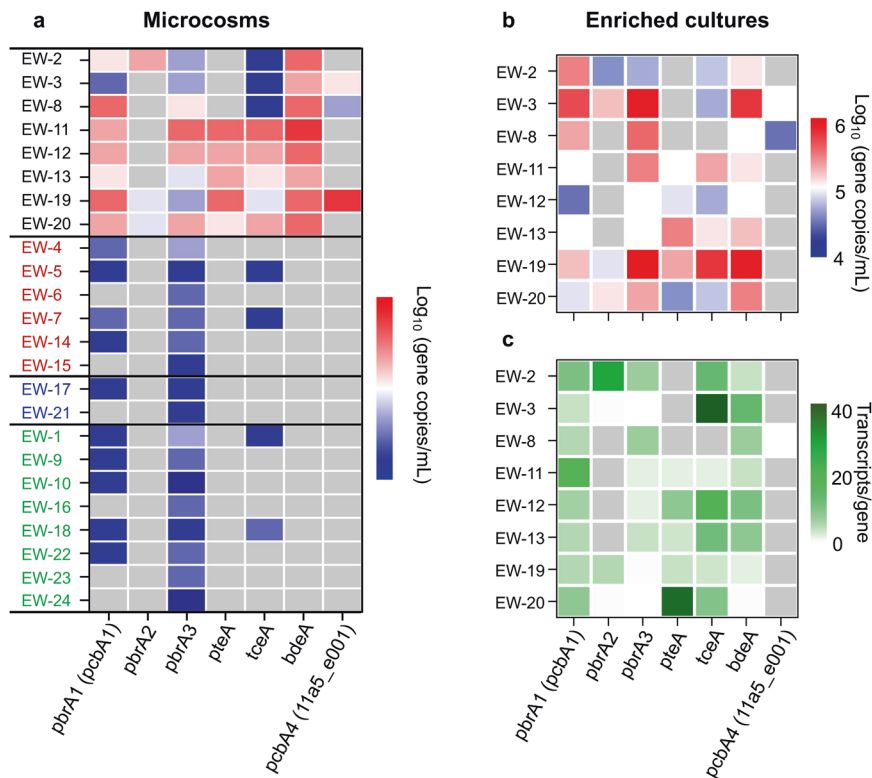 a
Microcosms
EW-2
EW-3
EW-8
EW-11
EW-12
EW-13
EW-19
EW-20
EW-4
EW-5
EW-6
EW-7
EW-14
EW-15
EW-17
EW-21
EW-1
EW-9
EW-10
EW-16
EW-18
EW-22
EW-23
EW-24
pbrA1 (pcbA1)
pbrA2
pbrA3
pteA
tceA
bdeA
pcbA4 (11a5_e001)
Log10 (gene copies/mL)
b
Enriched cultures
EW-2
EW-3
EW-8
EW-11
EW-12
EW-13
EW-19
EW-20
6
5
4
Log10 (gene copies/mL)
c
EW-2
EW-3
EW-8
EW-11
EW-12
EW-13
EW-19
EW-20
40
20
0
Transcripts/gene
pbrA1 (pcbA1)
pbrA2
pbrA3
pteA
tceA
bdeA
pcbA4 (11a5_e001)